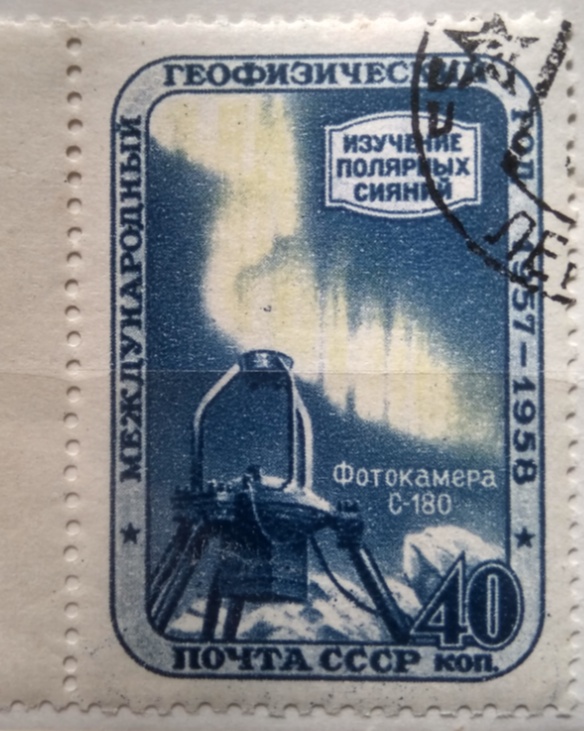 МЕЖДУНАРОДНЫЙ
ГЕОФИЗИЧЕСКИЙ
ГОД 1957-1958
ИЗУЧЕНИЕ
ПОЛЯРНЫХ
СИЯНИЙ
Фотокамера
С-180
40
ПОЧТА СССР КОП.